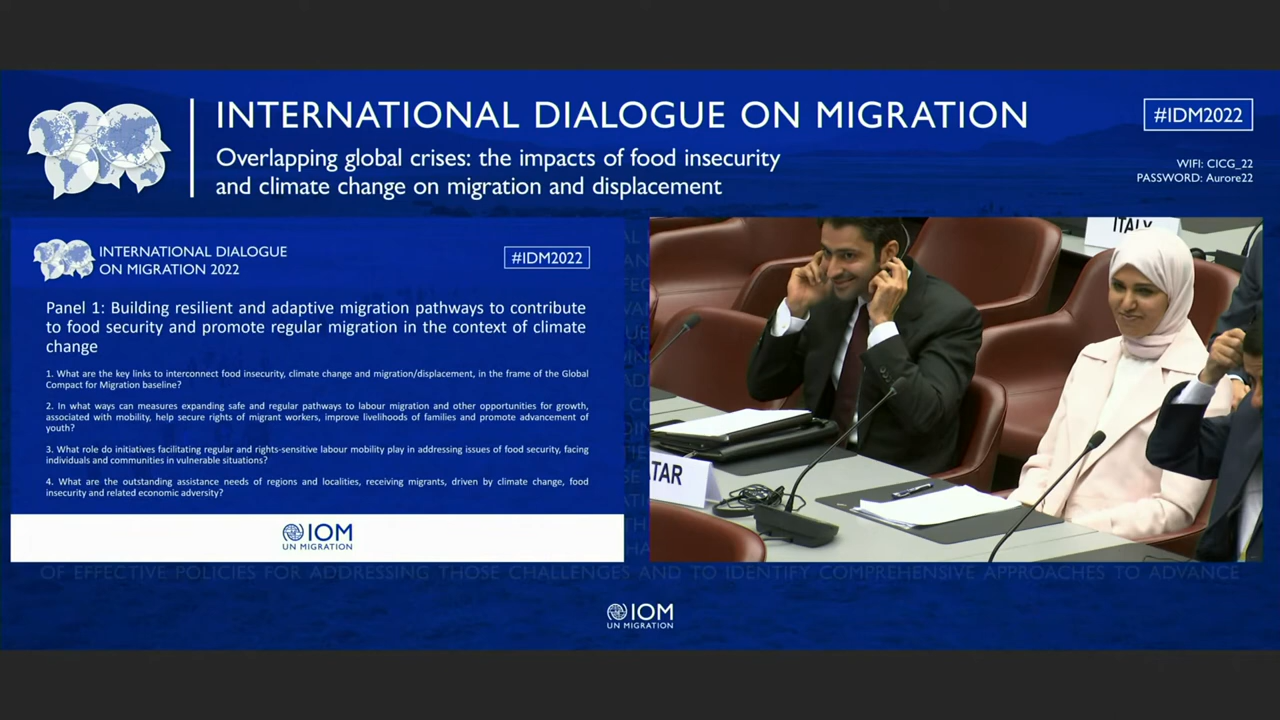 INTERNATIONAL DIALOGUE ON MIGRATION
Overlapping global crises: the impacts of food insecurity
and climate change on migration and displacement
#IDM2022
WIFI: CICG_22
PASSWORD: Aurore22
INTERNATIONAL DIALOGUE
ON MIGRATION 2022
#IDM2022
Panel 1: Building resilient and adaptive migration pathways to contribute
to food security and promote regular migration in the context of climate
change
1. What are the key links to interconnect food insecurity, climate change and migration/displacement, in the frame of the Global
Compact for Migration baseline?
2. In what ways can measures expanding safe and regular pathways to labour migration and other opportunities for growth,
associated with mobility, help secure rights of migrant workers, improve livelihoods of families and promote advancement of
youth?
3. What role do initiatives facilitating regular and rights-sensitive labour mobility play in addressing issues of food security, facing
individuals and communities in vulnerable situations?
4. What are the outstanding assistance needs of regions and localities, receiving migrants, driven by climate change, food
insecurity and related economic adversity?
IOM
UN MIGRATION
ITALY
TAR
OF EFFECTIVE POLICIES FOR ADDRESSING THOSE CHALLENGES AND TO IDENTIFY COMPREHENSIVE APPROACHES TO ADVANCE
IOM
UN MIGRATION